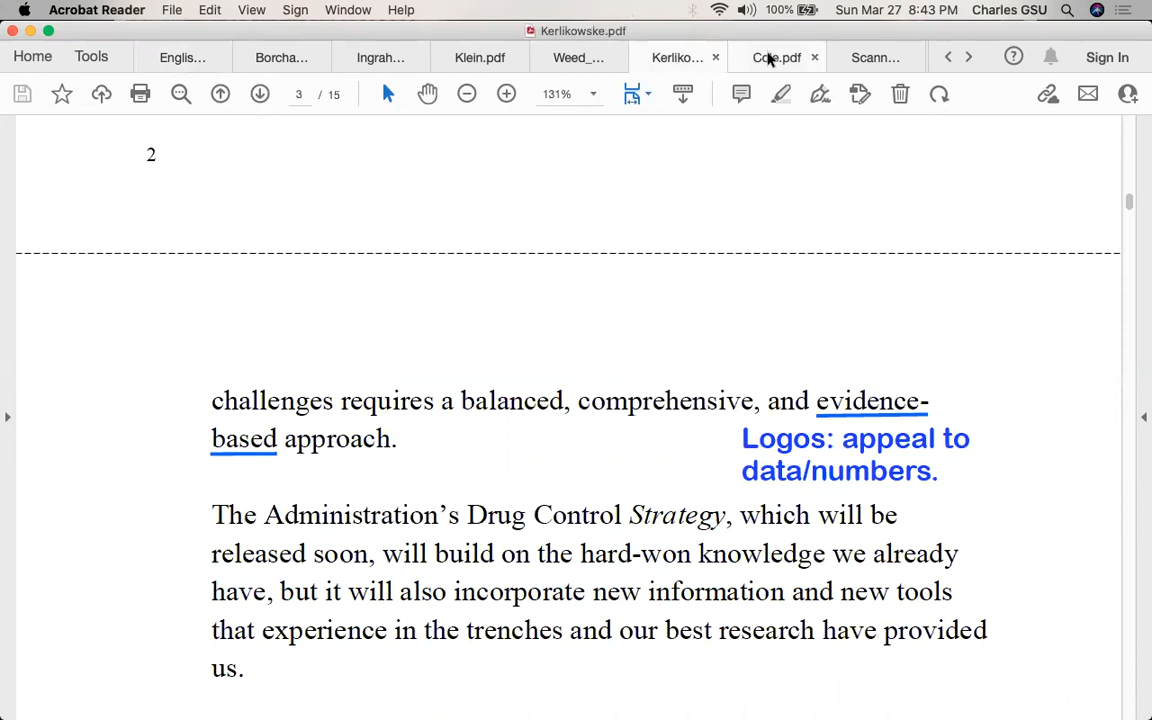 Acrobat Reader File Edit View Sign Window Help 100% Sun Mar 27 8:43 PM Charles GSU
Kerlikowske.pdf
Home Tools Englis... Borcha... Ingrah... Klein.pdf Weed_... Kerliko... × .pdf × Scann... Sign In
3 / 15 131%
2
challenges requires a balanced, comprehensive, and evidence-
based approach.
Logos: appeal to
data/numbers.
The Administration’s Drug Control Strategy, which will be
released soon, will build on the hard-won knowledge we already
have, but it will also incorporate new information and new tools
that experience in the trenches and our best research have provided
us.